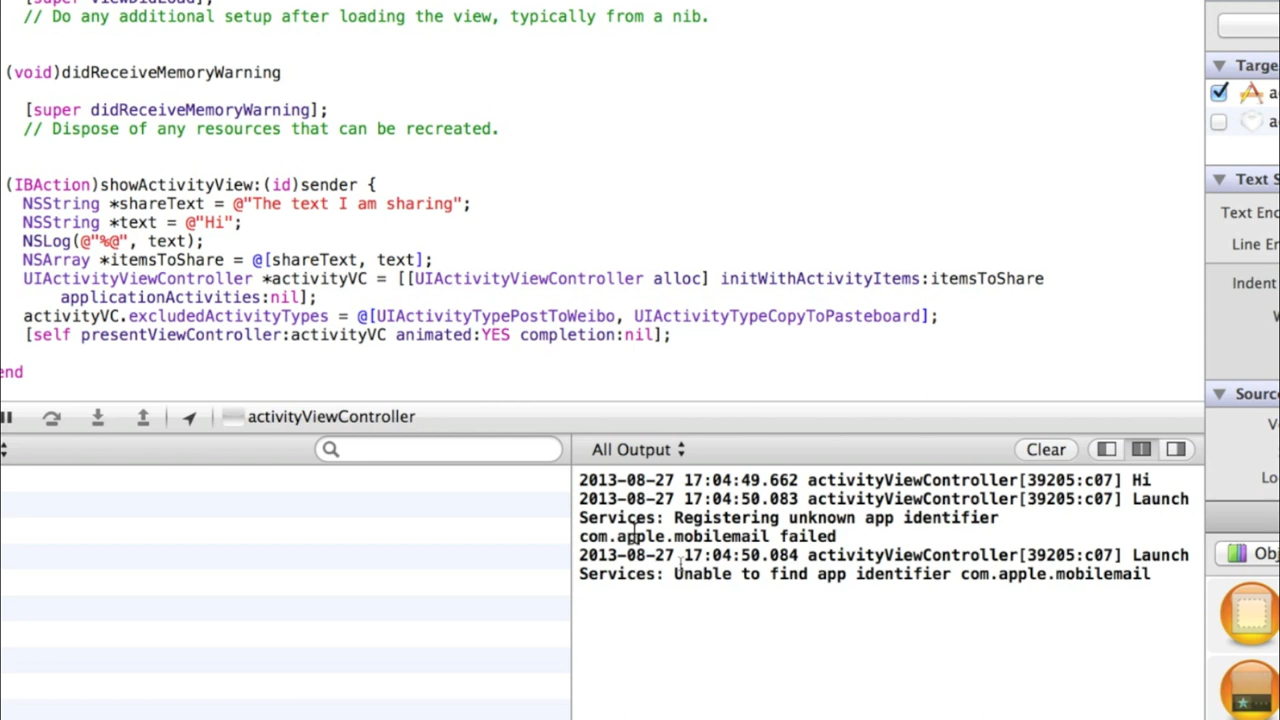 [super viewDidLoad];
// Do any additional setup after loading the view, typically from a nib.
(void)didReceiveMemoryWarning
[super didReceiveMemoryWarning];
// Dispose of any resources that can be recreated.
(IBAction)showActivityView:(id)sender {
NSString *shareText = @"The text I am sharing";
NSString *text = @"Hi";
NSLog(@"%@", text);
NSArray *itemsToShare = @[shareText, text];
UIActivityViewController *activityVC = [[UIActivityViewController alloc] initWithActivityItems:itemsToShare
applicationActivities:nil];
activityVC.excludedActivityTypes = @[UIActivityTypePostToWeibo, UIActivityTypeCopyToPasteboard];
[self presentViewController:activityVC animated:YES completion:nil];
end
activityViewController
All Output
Clear
2013-08-27 17:04:49.662 activityViewController[39205:c07] Hi
2013-08-27 17:04:50.083 activityViewController[39205:c07] Launch
Services: Registering unknown app identifier
com.apple.mobilemail failed
2013-08-27 17:04:50.084 activityViewController[39205:c07] Launch
Services: Unable to find app identifier com.apple.mobilemail
Targe
a
a
Text S
Text Enc
Line En
Indent
Sourc
Lo
Ob